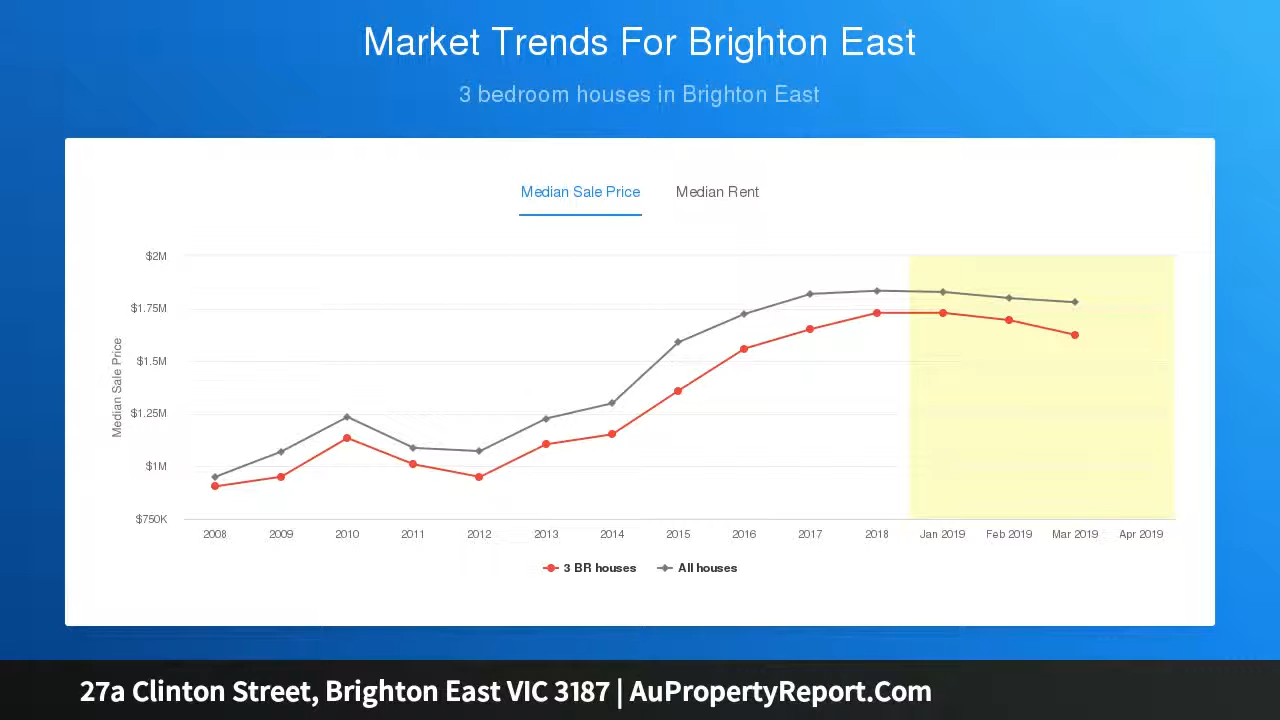 Market Trends For Brighton East
3 bedroom houses in Brighton East
Median Sale Price Median Rent
Median Sale Price
$2M
$1.75M
$1.5M
$1.25M
$1M
$750K
2008 2009 2010 2011 2012 2013 2014 2015 2016 2017 2018 Jan 2019 Feb 2019 Mar 2019 Apr 2019
3 BR houses All houses
27a Clinton Street, Brighton East VIC 3187 | AuPropertyReport.Com